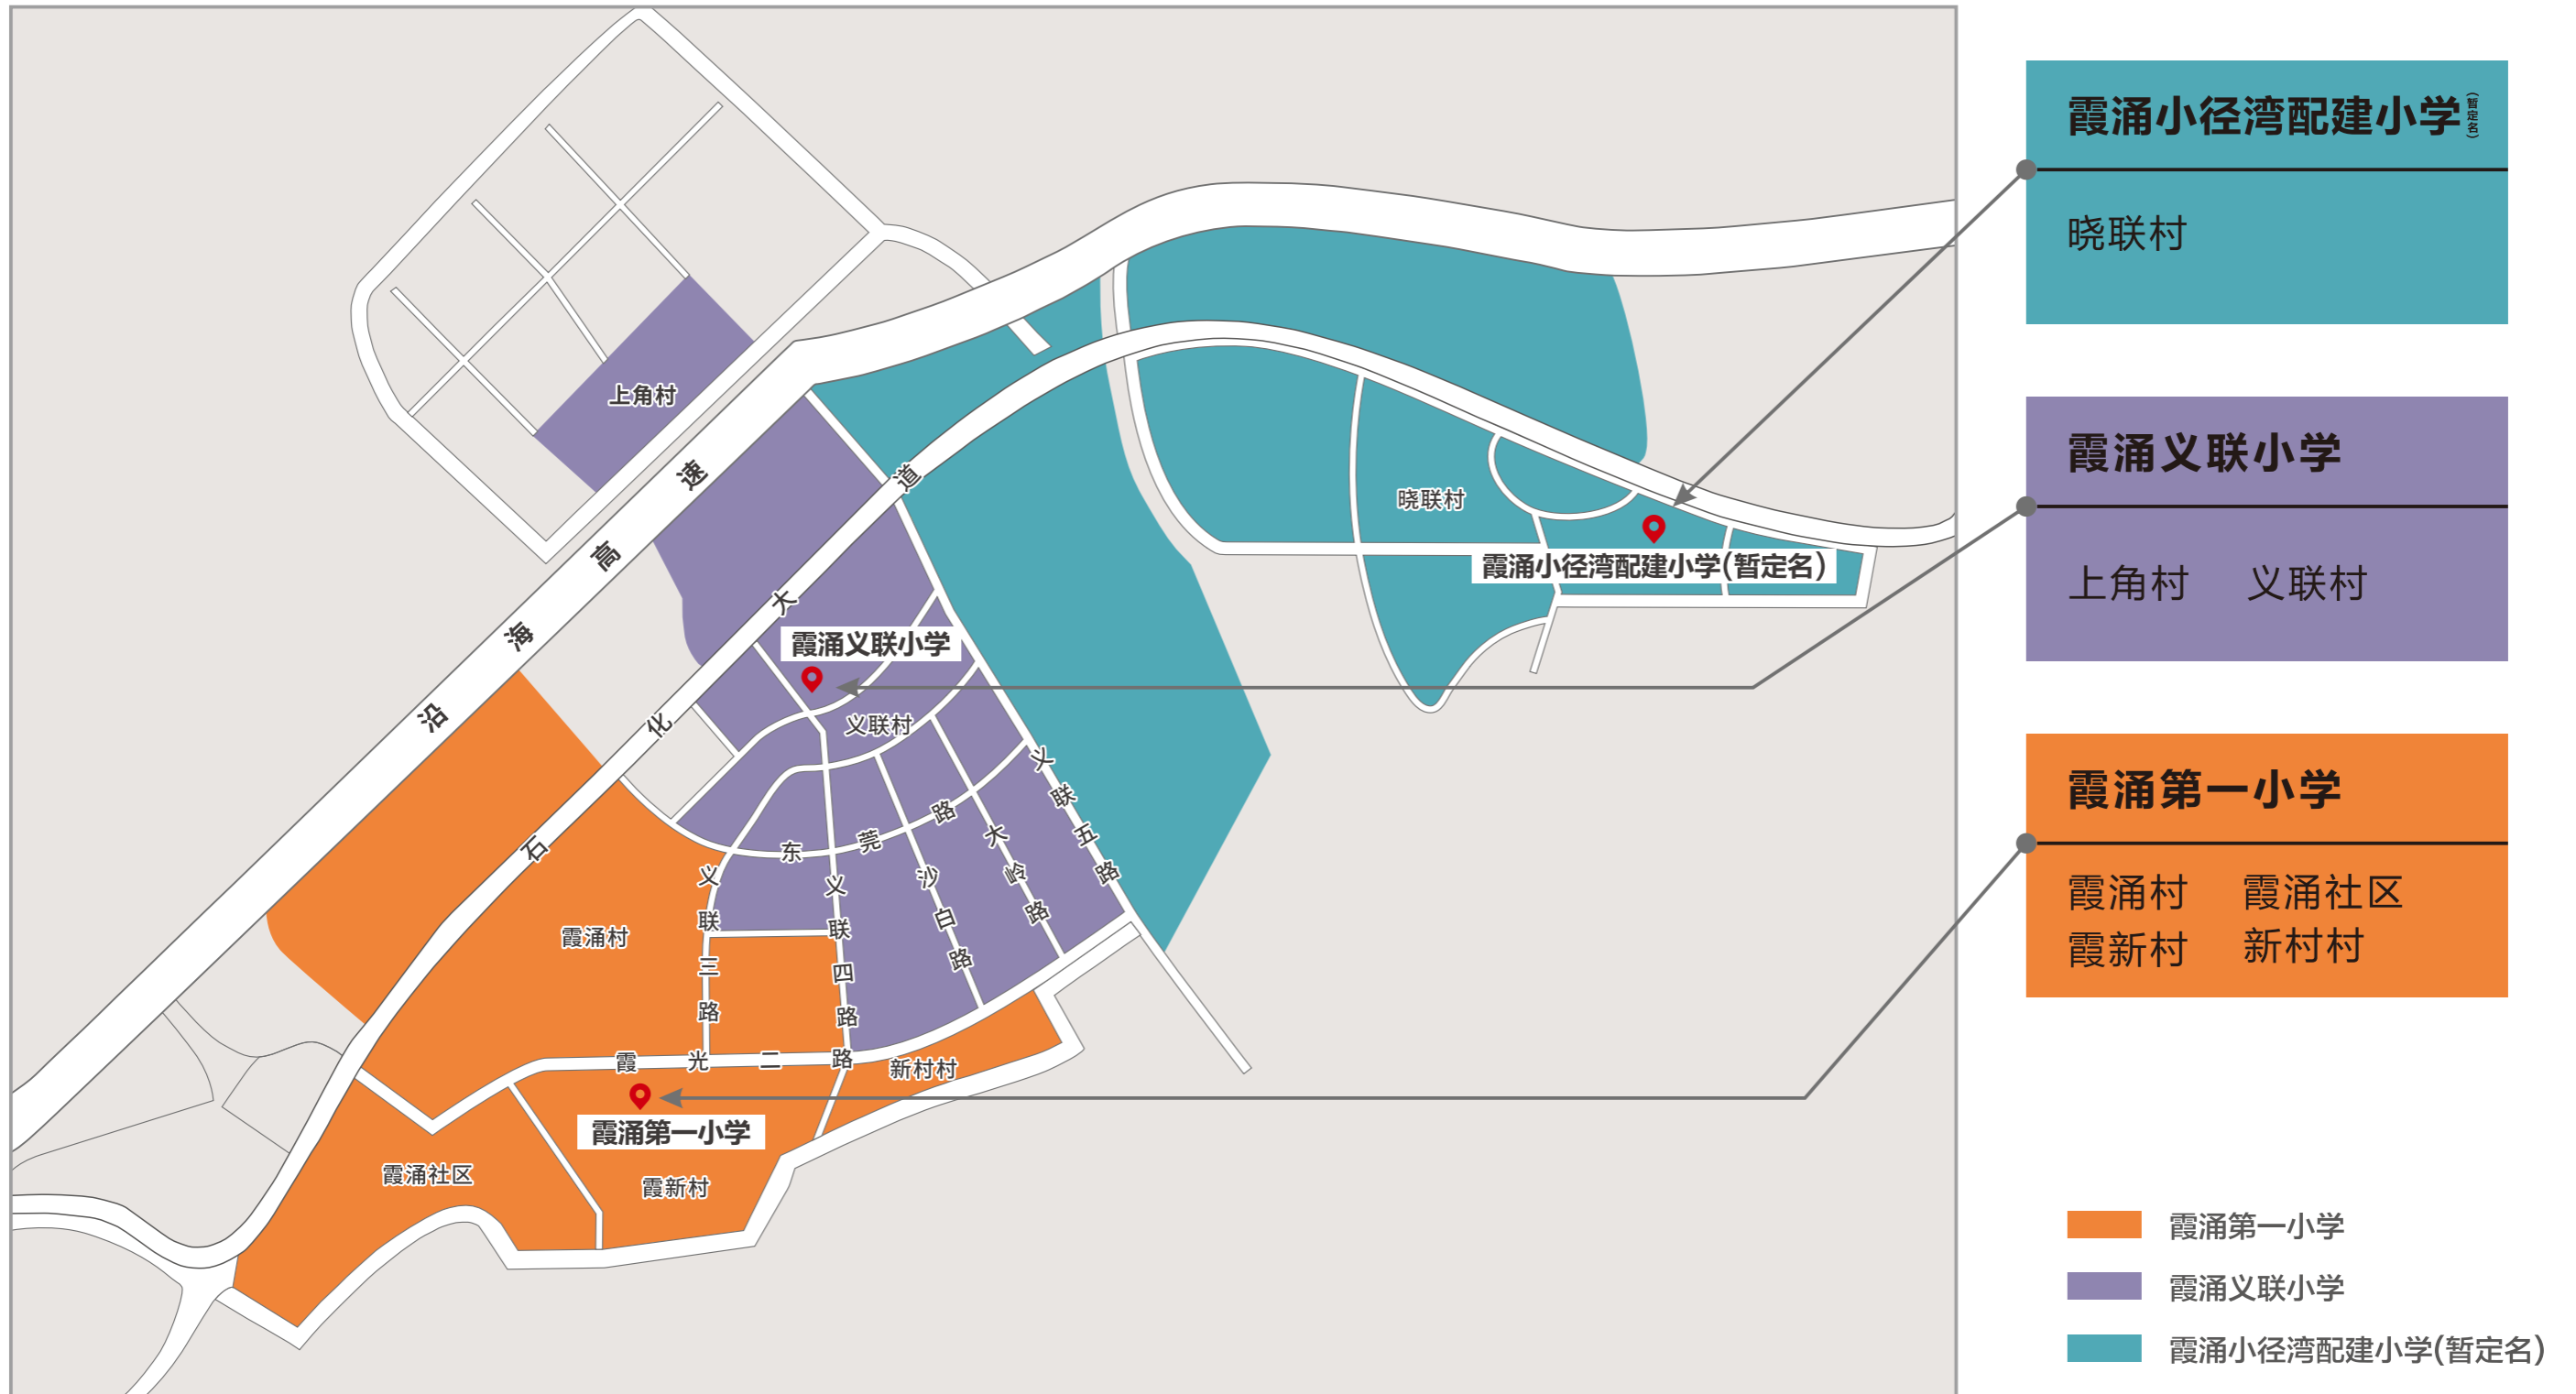 上角村
沿海高速
石化大道
晓联村
霞涌小径湾配建小学(暂定名)
霞涌义联小学
义联村
东莞路
义联三路
义联四路
沙白路
大岭路
义联五路
霞涌村
霞光二路
新村村
霞涌第一小学
霞涌社区
霞新村
霞涌小径湾配建小学(暂定名)
晓联村
霞涌义联小学
上角村 义联村
霞涌第一小学
霞涌村 霞涌社区
霞新村 新村村
霞涌第一小学
霞涌义联小学
霞涌小径湾配建小学(暂定名)